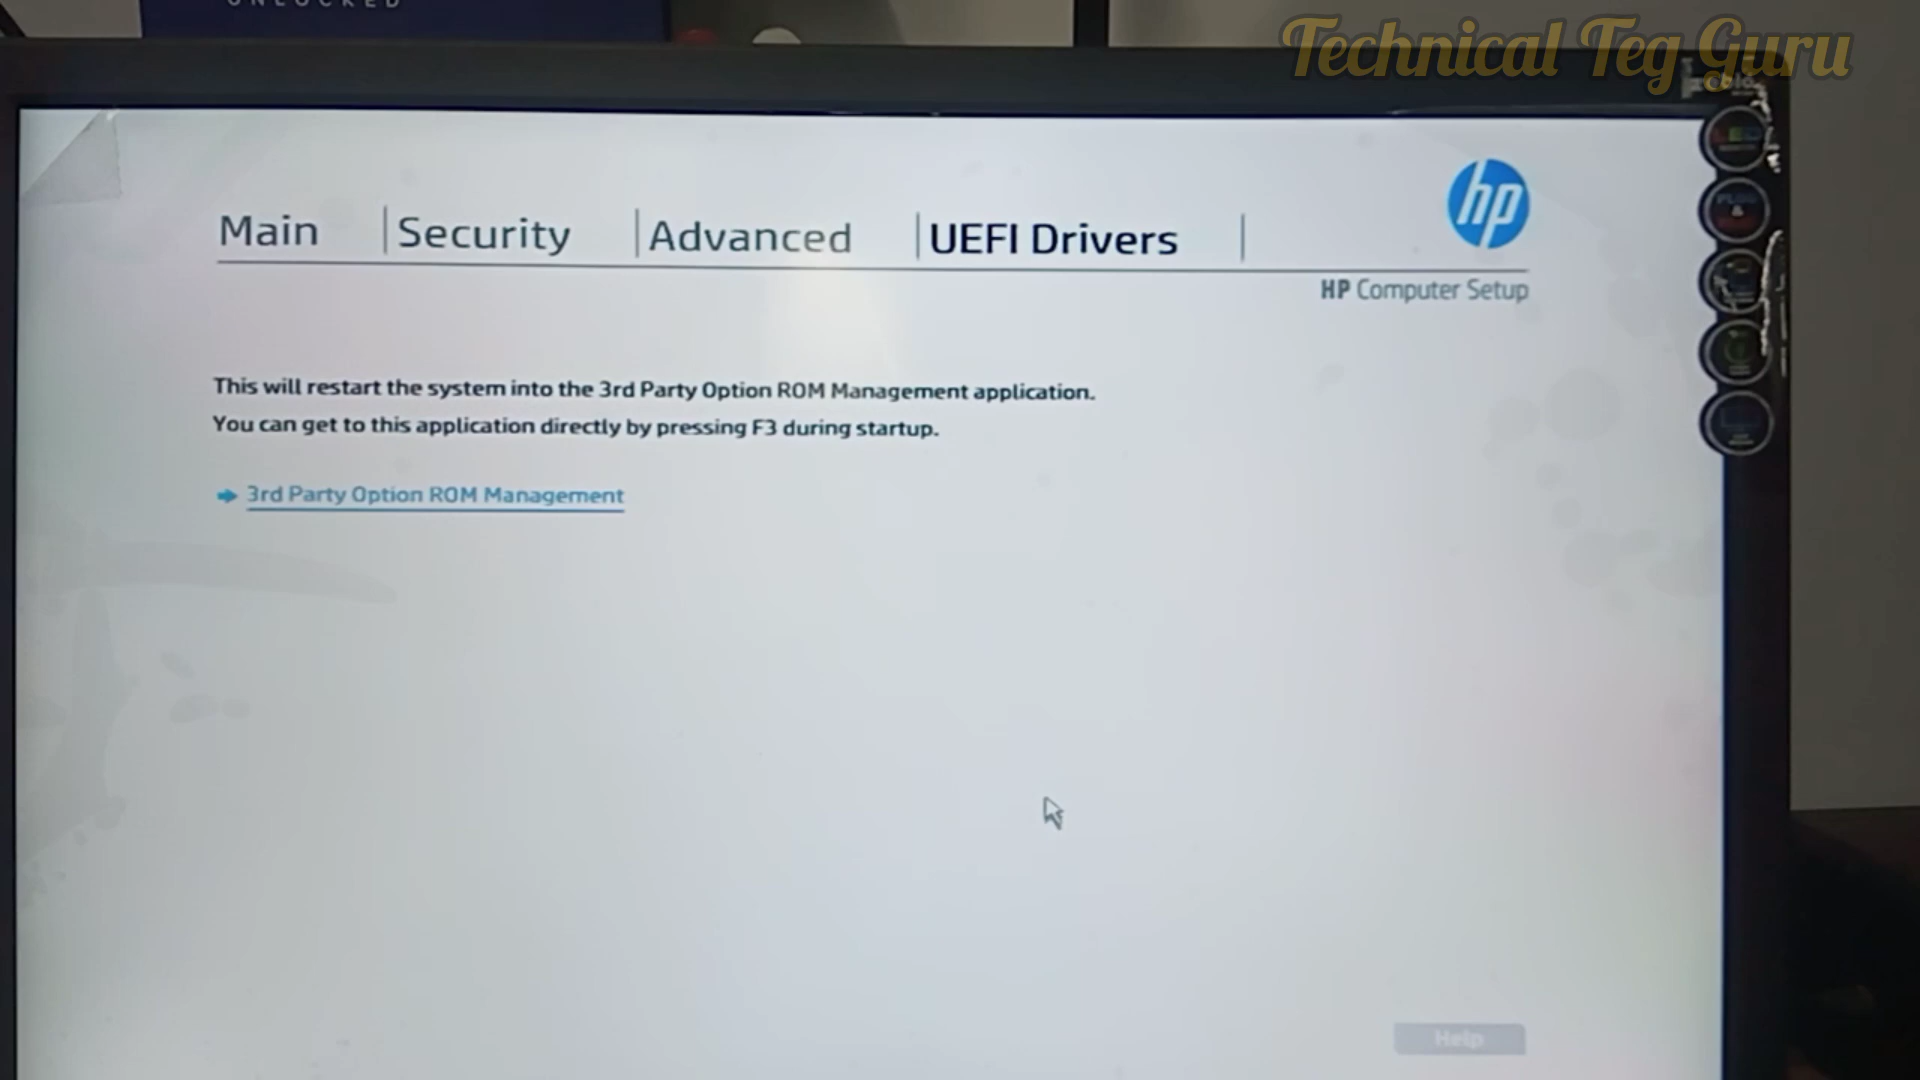 UNLOCKED
Technical Teg Guru
Main
Security
Advanced
UEFI Drivers
hp
HP Computer Setup
This will restart the system into the 3rd Party Option ROM Management application.
You can get to this application directly by pressing F3 during startup.
3rd Party Option ROM Management
Help